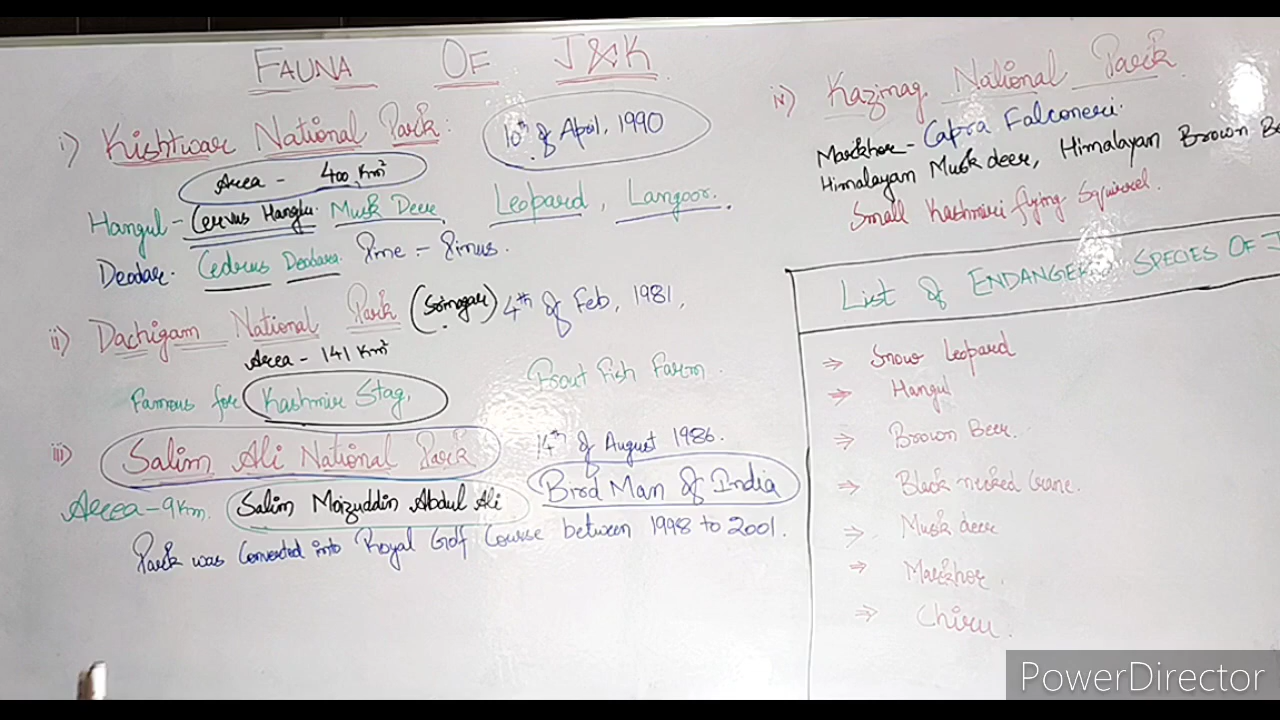 FAUNA OF J&K
i) Kishtwar National Park: 10th of April, 1990
Area - 400 Km²
Hangul - Cervus Hanglu. Musk Deer, Leopard, Langoor.
Deodar. Cedrus Deodara. Pine - Pinus.
ii) Dachigam National Park (Srinagar) 4th of Feb, 1981,
Area - 141 Km²
Famous for Kashmir Stag, Trout Fish Farm.
iii) Salim Ali National Park 14th of August 1986.
Area - 9 Km. Salim Moizuddin Abdul Ali Bird Man of India
Park was Converted into Royal Golf Course between 1998 to 2001.
iv) Kazinag National Park
Markhor - Capra Falconeri.
Himalayan Musk deer, Himalayan Brown Be
Small Kashmiri flying Squirrel.
List of ENDANGER SPECIES OF J
⇒ Snow Leopard
⇒ Hangul
⇒ Brown Beer.
⇒ Black necked Crane.
⇒ Musk deer
⇒ Markhor.
⇒ Chiru.
PowerDirector